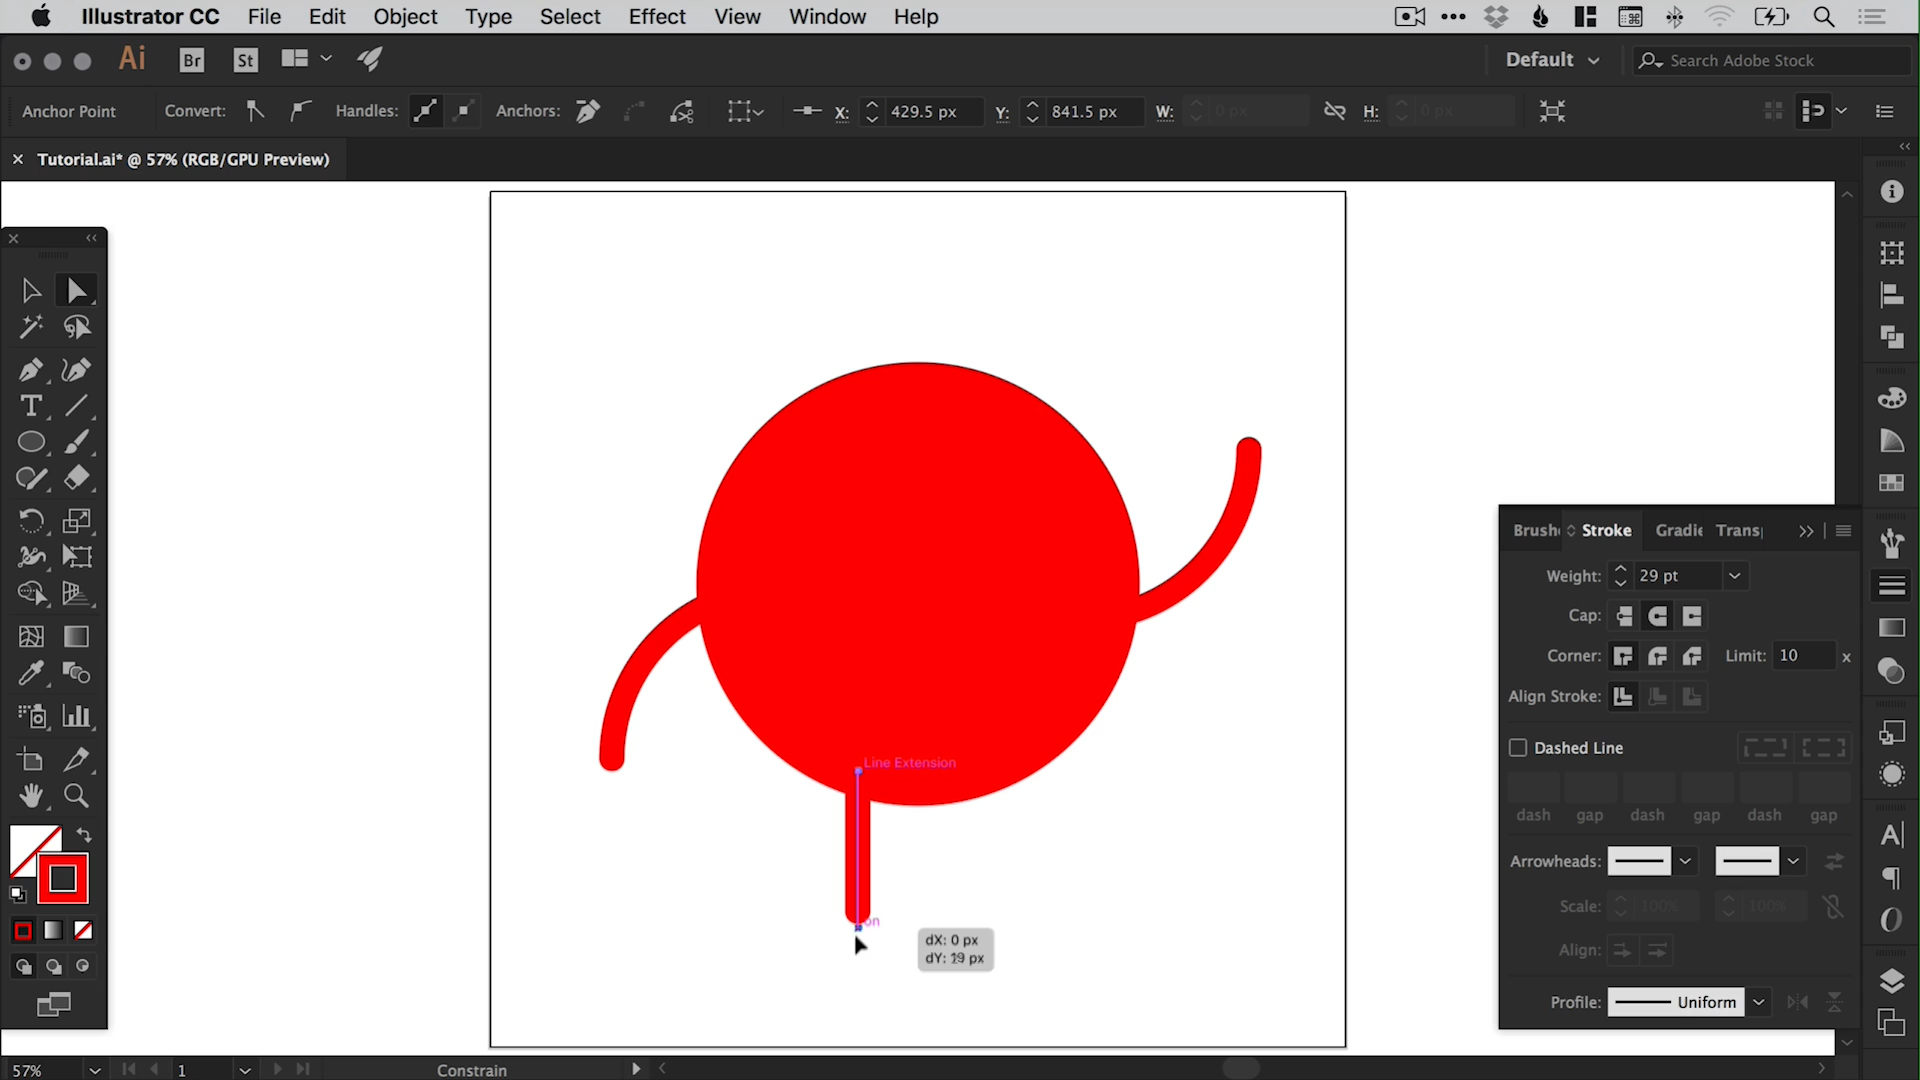 Illustrator CC File Edit Object Type Select Effect View Window Help
Ai Br St Default Search Adobe Stock
Anchor Point Convert: Handles: Anchors: X: 429.5 px Y: 841.5 px W: 0 px H: 0 px
Tutorial.ai* @ 57% (RGB/GPU Preview)
Brushe Stroke Gradie Trans
Weight: 29 pt
Cap:
Corner: Limit: 10 x
Align Stroke:
Dashed Line
dash gap dash gap dash gap
Arrowheads:
Scale: 100% 100%
Align:
Profile: Uniform
Line Extension
on
dX: 0 px
dY: 19 px
57% 1 Constrain